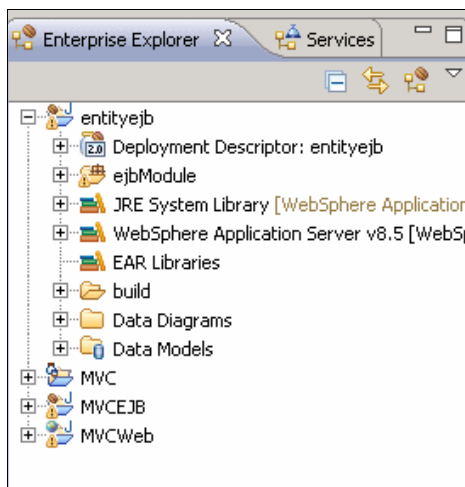 Enterprise Explorer
Services
entityejb
2.0 Deployment Descriptor: entityejb
ejbModule
JRE System Library [WebSphere Application
WebSphere Application Server v8.5 [WebSp
EAR Libraries
build
Data Diagrams
Data Models
MVC
MVCEJB
MVCWeb